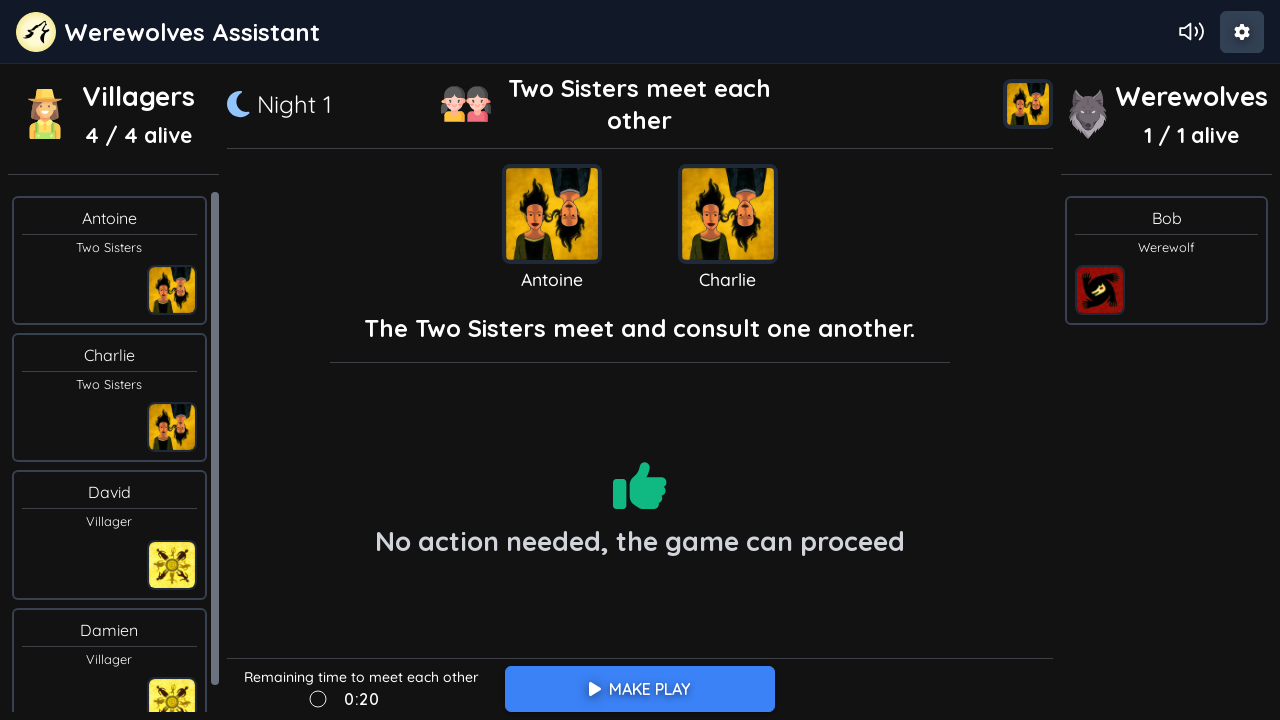 Werewolves Assistant
Villagers
4 / 4 alive
Antoine
Two Sisters
Charlie
Two Sisters
David
Villager
Damien
Villager
Night 1
Two Sisters meet each
other
Antoine
Charlie
The Two Sisters meet and consult one another.
No action needed, the game can proceed
Remaining time to meet each other
0:20
MAKE PLAY
Werewolves
1 / 1 alive
Bob
Werewolf